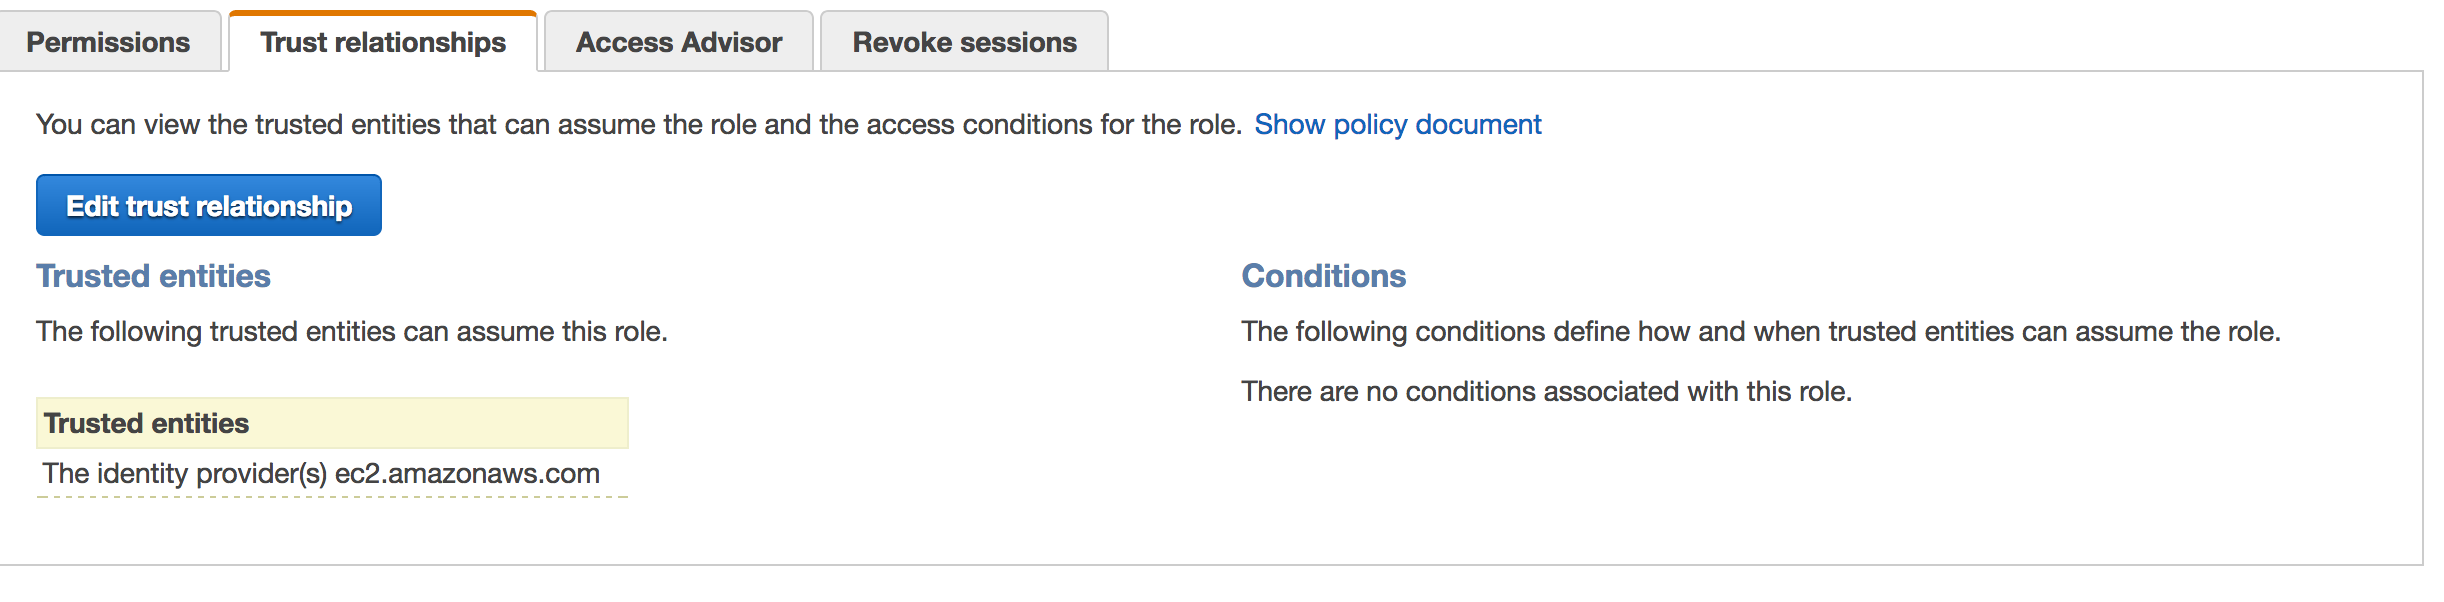 Permissions
Trust relationships
Access Advisor
Revoke sessions
You can view the trusted entities that can assume the role and the access conditions for the role. Show policy document
Edit trust relationship
Trusted entities
The following trusted entities can assume this role.
Trusted entities
The identity provider(s) ec2.amazonaws.com
Conditions
The following conditions define how and when trusted entities can assume the role.
There are no conditions associated with this role.